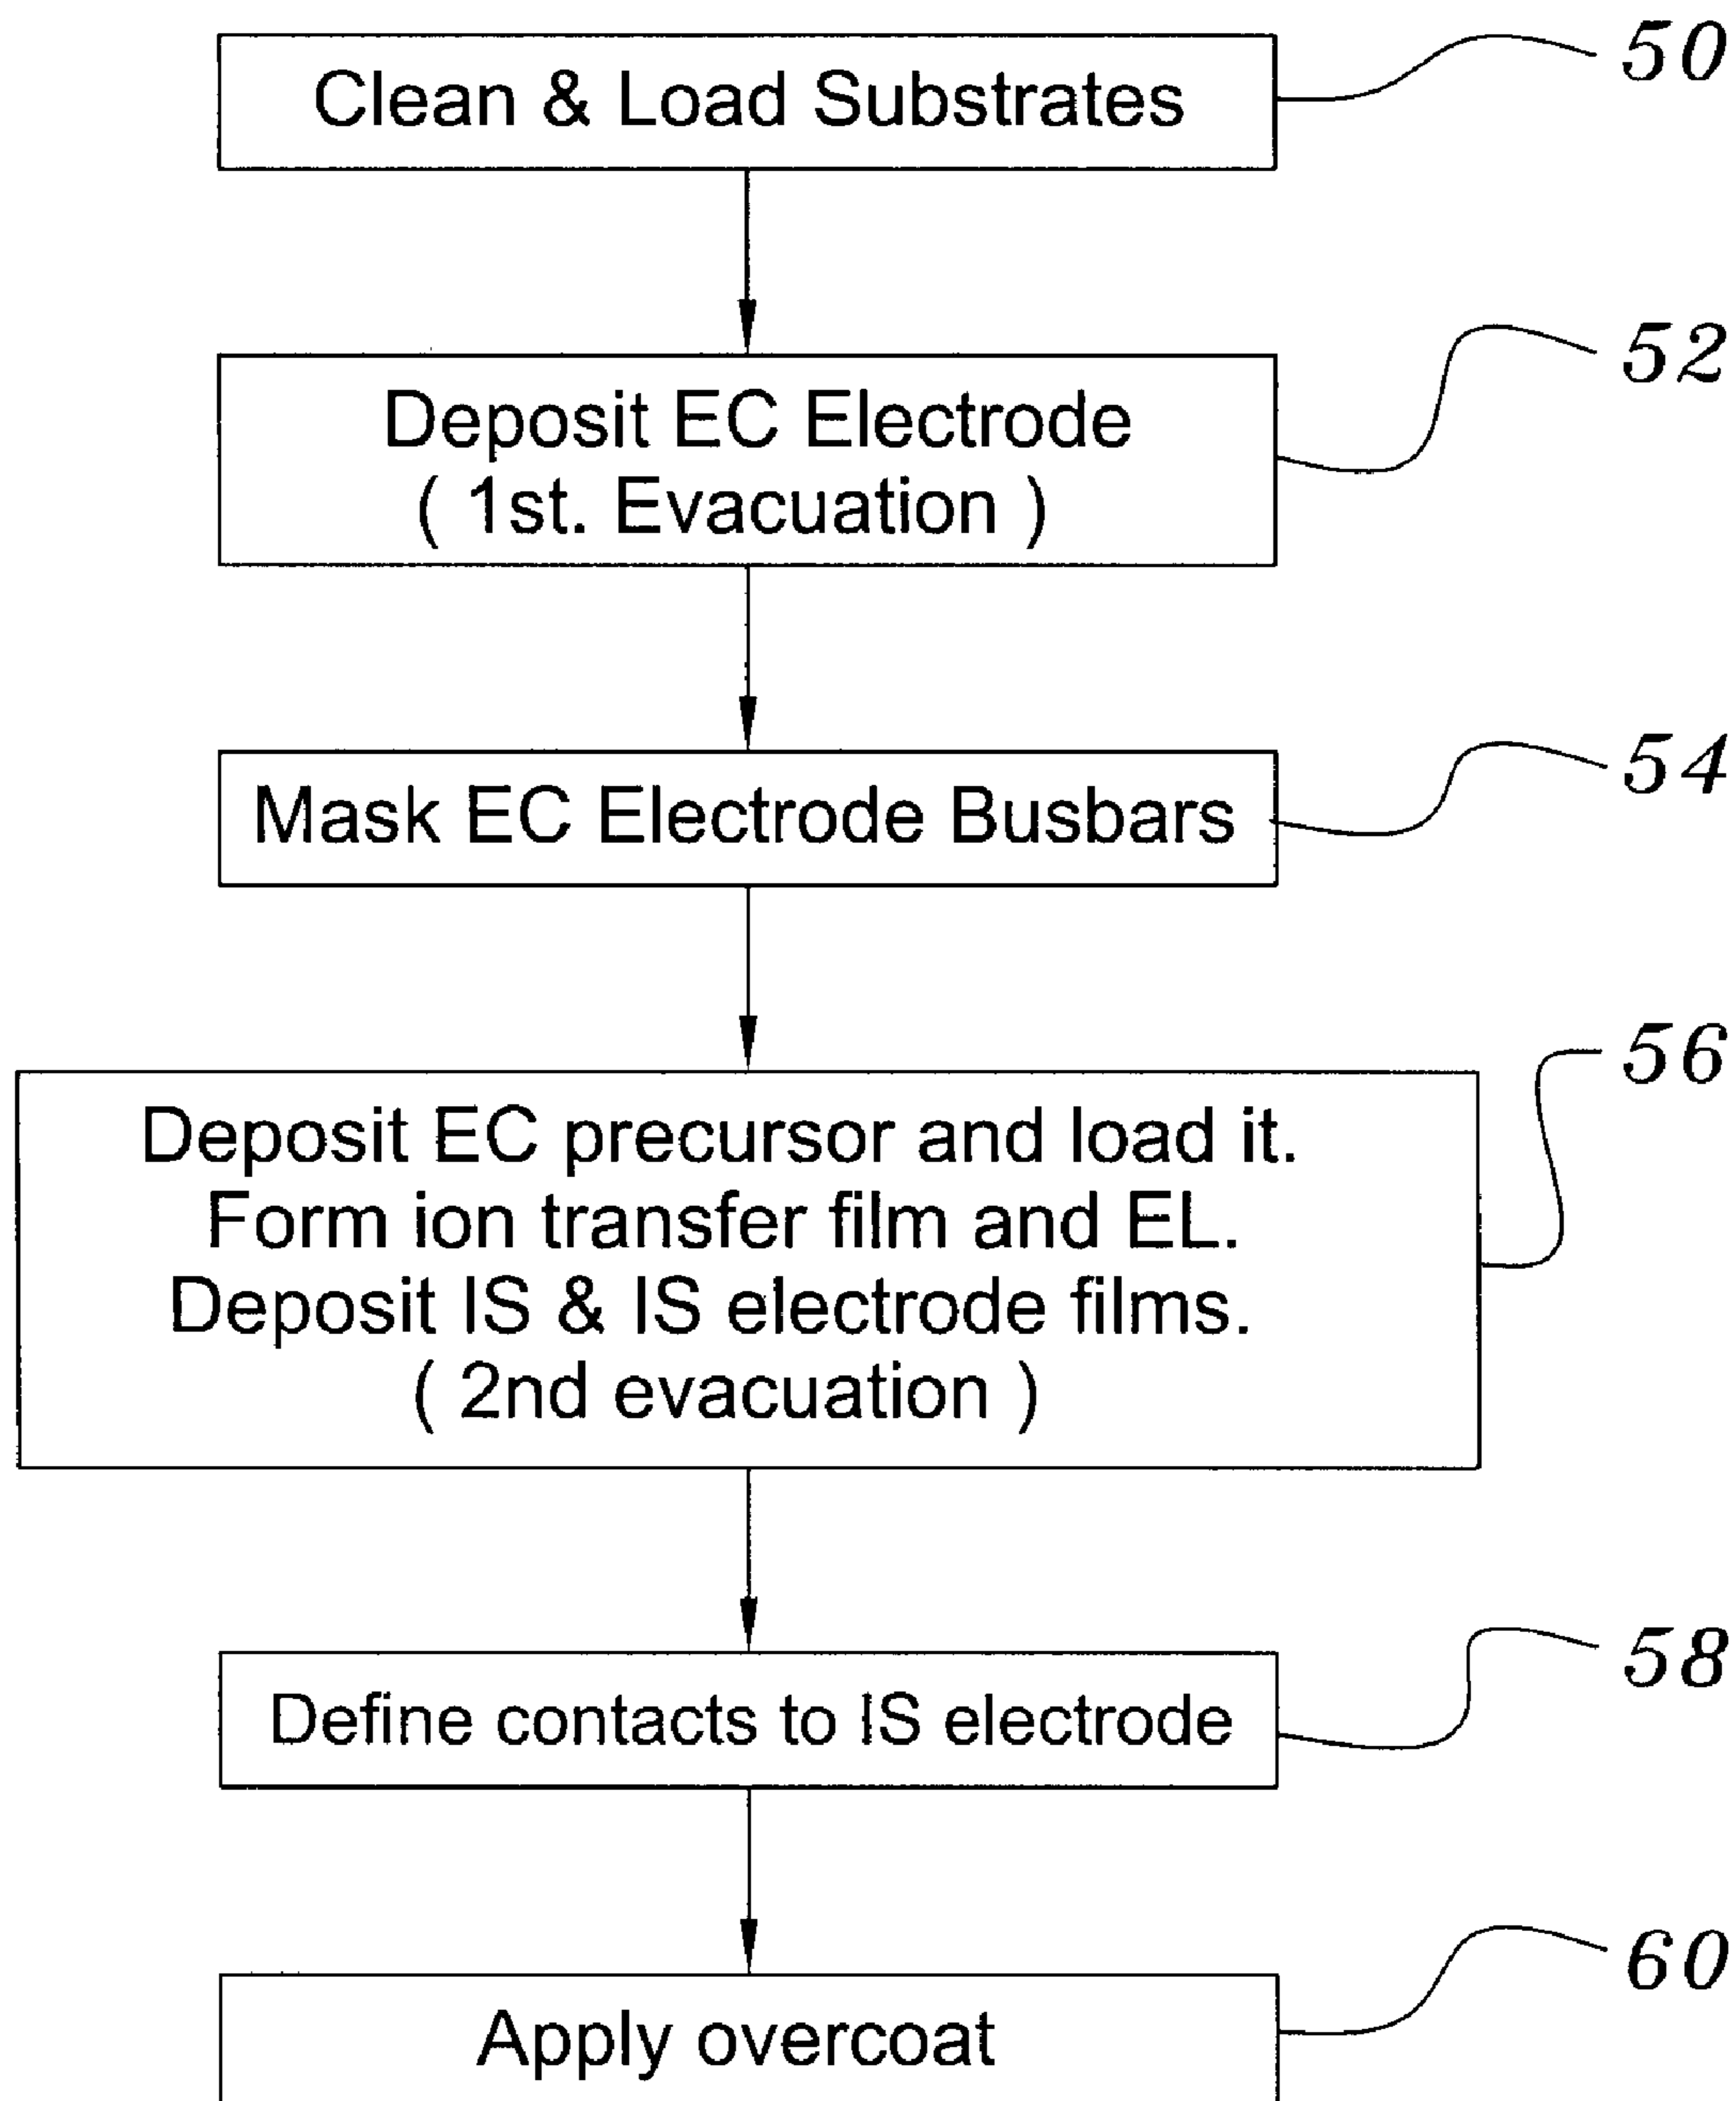 Clean & Load Substrates
50
Deposit EC Electrode
( 1st. Evacuation )
52
Mask EC Electrode Busbars
54
Deposit EC precursor and load it.
Form ion transfer film and EL.
Deposit IS & IS electrode films.
( 2nd evacuation )
56
Define contacts to IS electrode
58
Apply overcoat
60